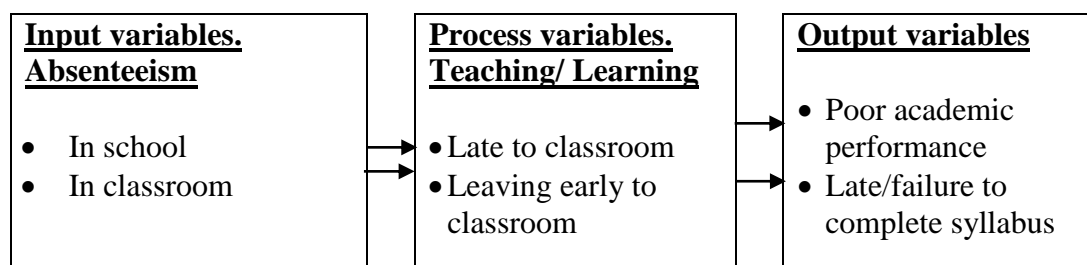 Input variables.
Absenteeism
• In school
• In classroom
Process variables.
Teaching/ Learning
• Late to classroom
• Leaving early to
classroom
Output variables
• Poor academic
performance
• Late/failure to
complete syllabus